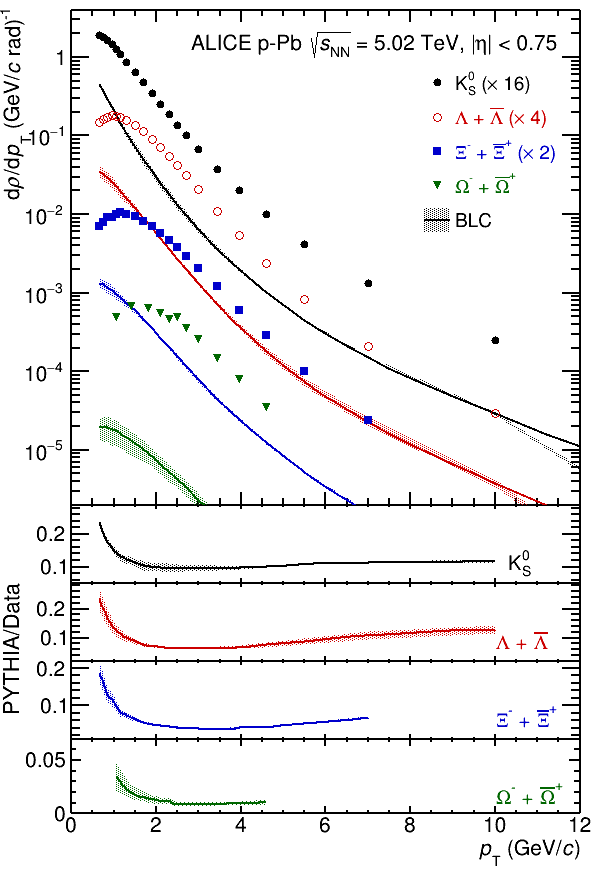 ALICE p-Pb √s_NN = 5.02 TeV, |η| < 0.75
dρ/dp_T (GeV/c rad)^-1
K^0_S (× 16)
Λ + Λ̅ (× 4)
Ξ^- + Ξ̅^+ (× 2)
Ω^- + Ω̅^+
BLC
1
10^-1
10^-2
10^-3
10^-4
10^-5
PYTHIA/Data
0.2
0.1
K^0_S
0.2
0.1
Λ + Λ̅
0.2
0.1
Ξ^- + Ξ̅^+
0.05
0
Ω^- + Ω̅^+
0 2 4 6 8 10 12
p_T (GeV/c)